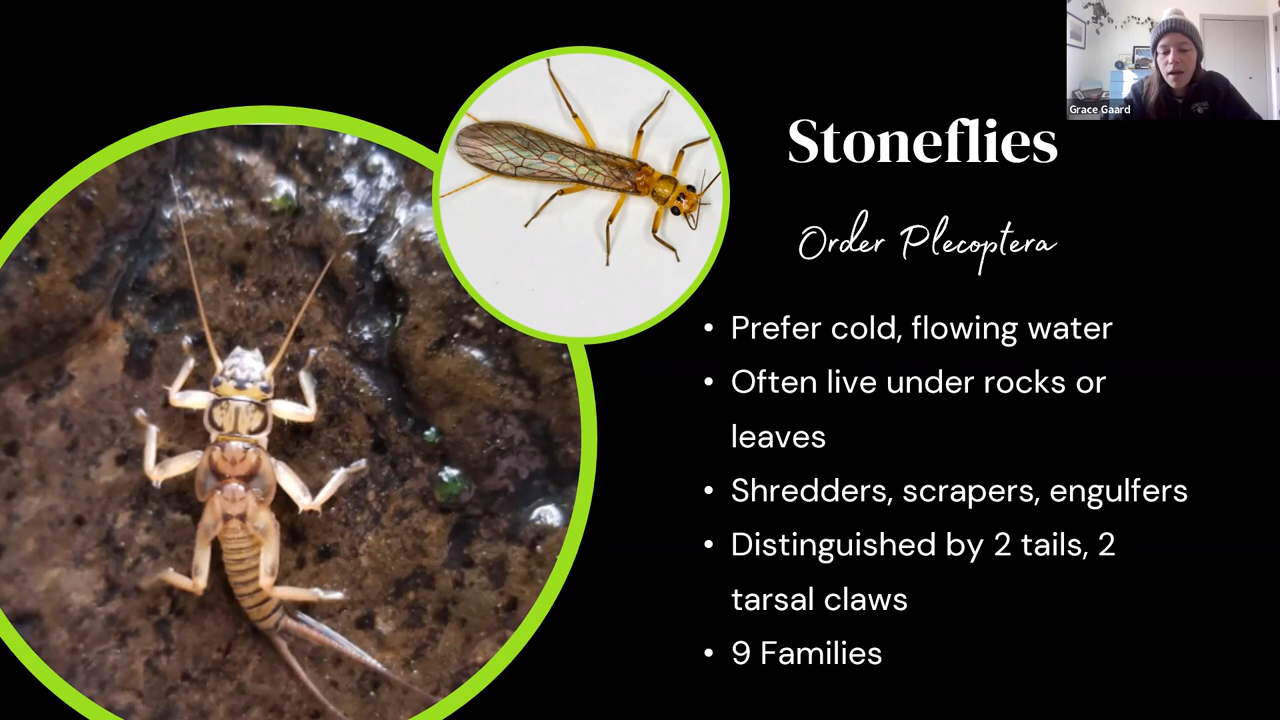 Grace Gaard
Stoneflies
Order Plecoptera
• Prefer cold, flowing water
• Often live under rocks or
leaves
• Shredders, scrapers, engulfers
• Distinguished by 2 tails, 2
tarsal claws
• 9 Families